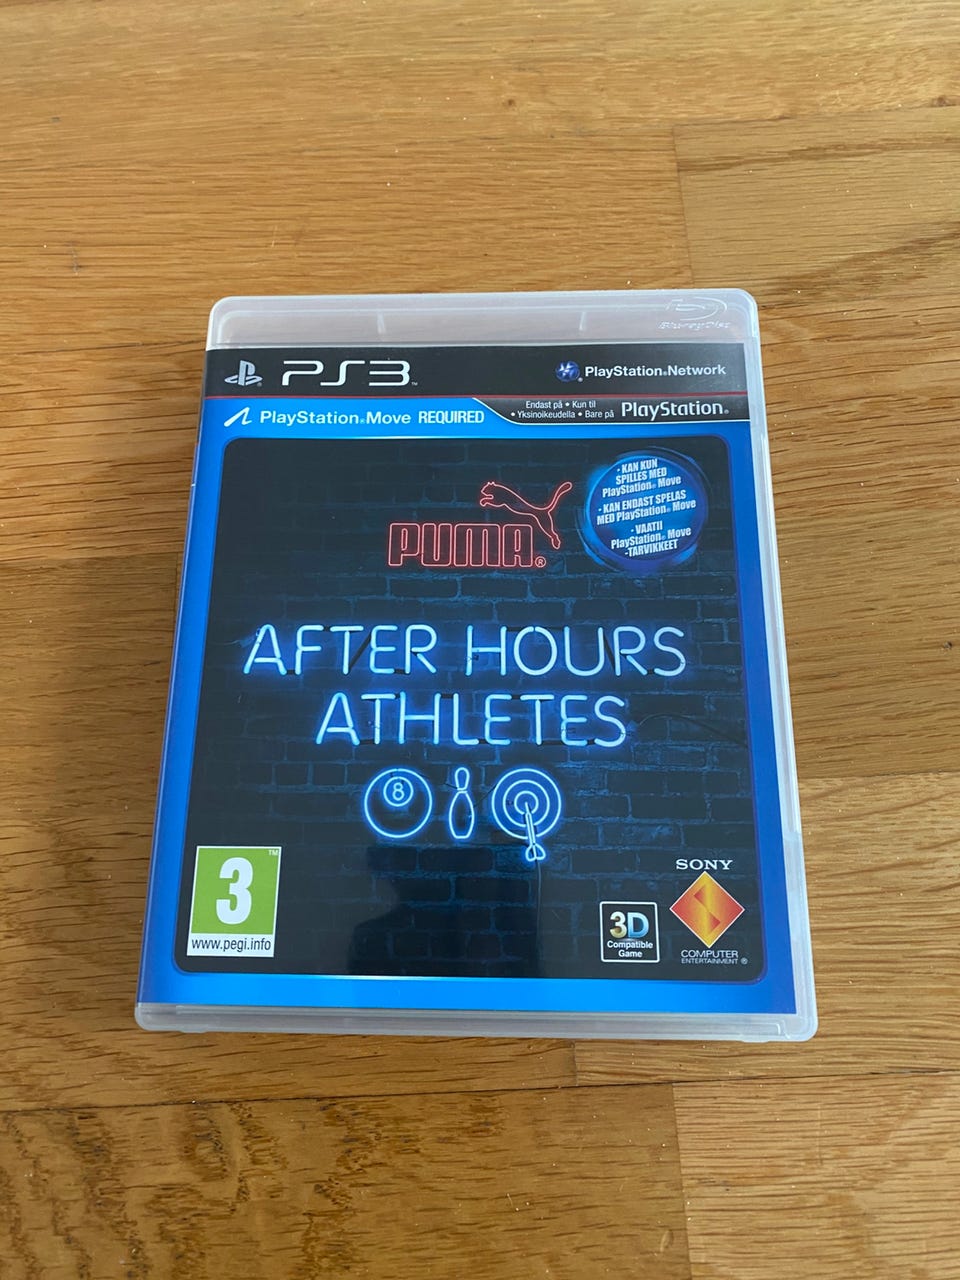 Blu-ray Disc
PS3™
PlayStation®Network
PlayStation®Move REQUIRED
Endast på • Kun til
• Yksinoikeudella • Bare på
PlayStation®
• KAN KUN
SPILLES MED
PlayStation® Move
• KAN ENDAST SPELAS
MED PlayStation® Move
• VAATII
PlayStation® Move
-TARVIKKEET
PUMA®
AFTER HOURS
ATHLETES
8
3™
www.pegi.info
3D
Compatible
Game
SONY
COMPUTER
ENTERTAINMENT®